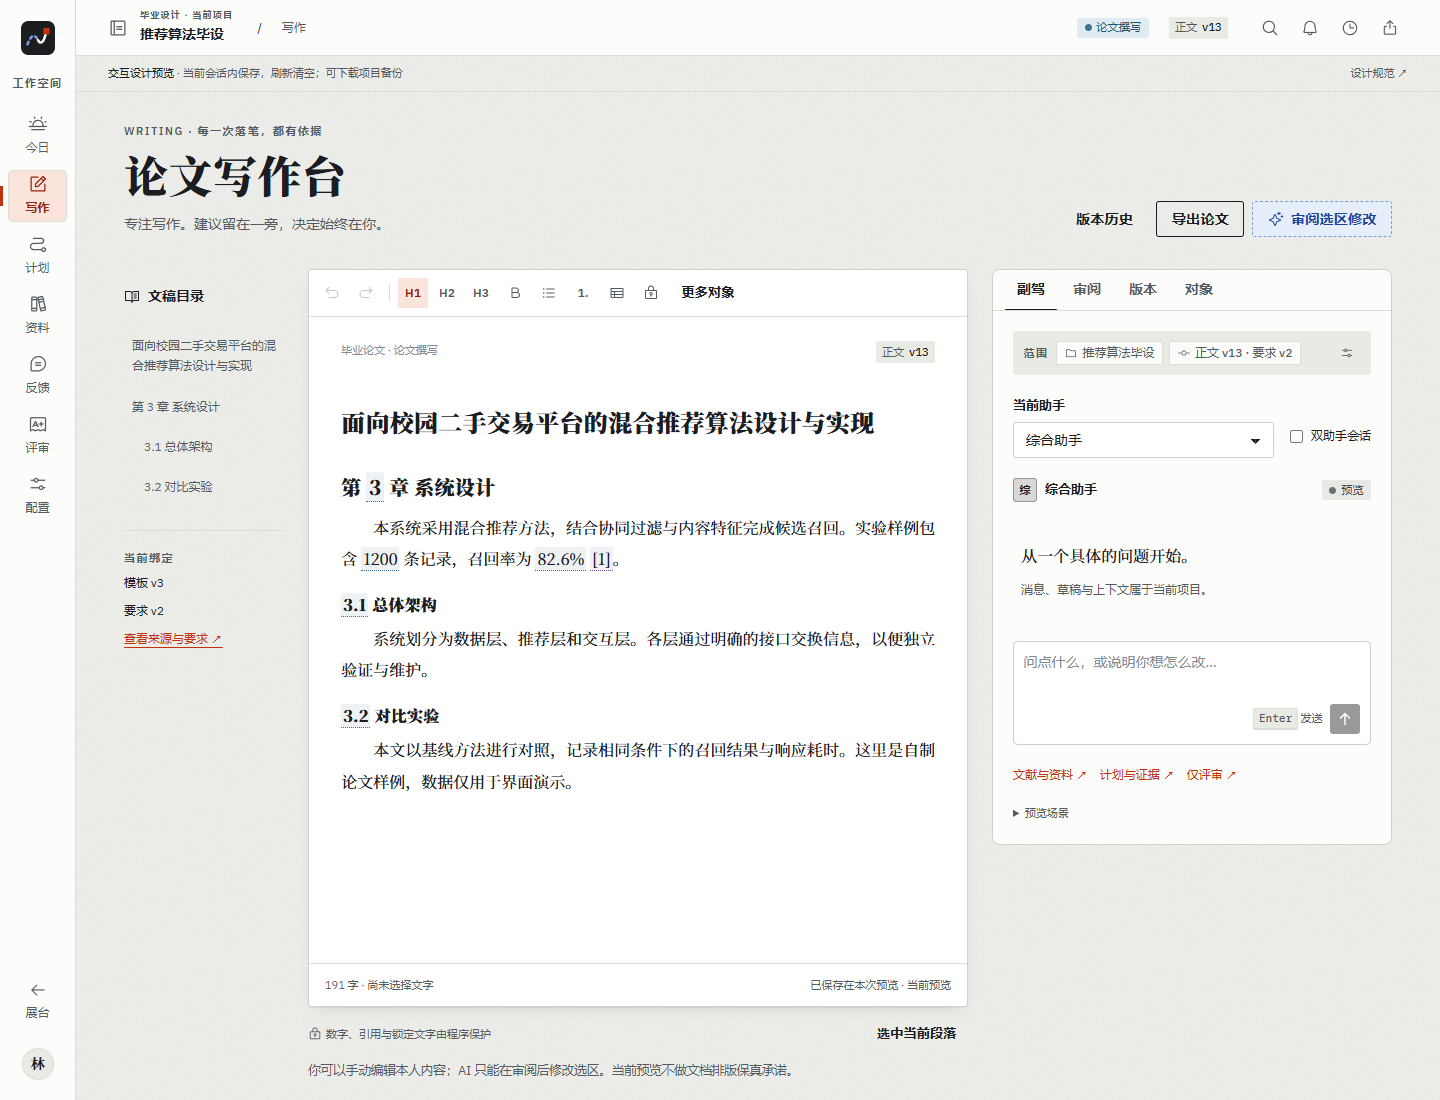 工作空间
今日
写作
计划
资料
反馈
评审
配置
展台
林
毕业设计 · 当前项目
推荐算法毕设
/
写作
论文撰写
正文 v13
交互设计预览 · 当前会话内保存，刷新清空；可下载项目备份
设计规范 ↗
WRITING · 每一次落笔，都有依据
论文写作台
专注写作。建议留在一旁，决定始终在你。
版本历史
导出论文
审阅选区修改
文稿目录
面向校园二手交易平台的混
合推荐算法设计与实现
第 3 章 系统设计
3.1 总体架构
3.2 对比实验
当前绑定
模板 v3
要求 v2
查看来源与要求 ↗
H1 H2 H3 B 1. 更多对象
毕业论文 · 论文撰写
正文 v13
面向校园二手交易平台的混合推荐算法设计与实现
第 3 章 系统设计
本系统采用混合推荐方法，结合协同过滤与内容特征完成候选召回。实验样例包
含 1200 条记录，召回率为 82.6% [1]。
3.1 总体架构
系统划分为数据层、推荐层和交互层。各层通过明确的接口交换信息，以便独立
验证与维护。
3.2 对比实验
本文以基线方法进行对照，记录相同条件下的召回结果与响应耗时。这里是自制
论文样例，数据仅用于界面演示。
191 字 · 尚未选择文字
已保存在本次预览 · 当前预览
数字、引用与锁定文字由程序保护
选中当前段落
你可以手动编辑本人内容；AI 只能在审阅后修改选区。当前预览不做文档排版保真承诺。
副驾 审阅 版本 对象
范围
推荐算法毕设
正文 v13 · 要求 v2
当前助手
综合助手
双助手会话
综
综合助手
预览
从一个具体的问题开始。
消息、草稿与上下文属于当前项目。
问点什么，或说明你想怎么改...
Enter 发送
文献与资料 ↗ 计划与证据 ↗ 仅评审 ↗
预览场景